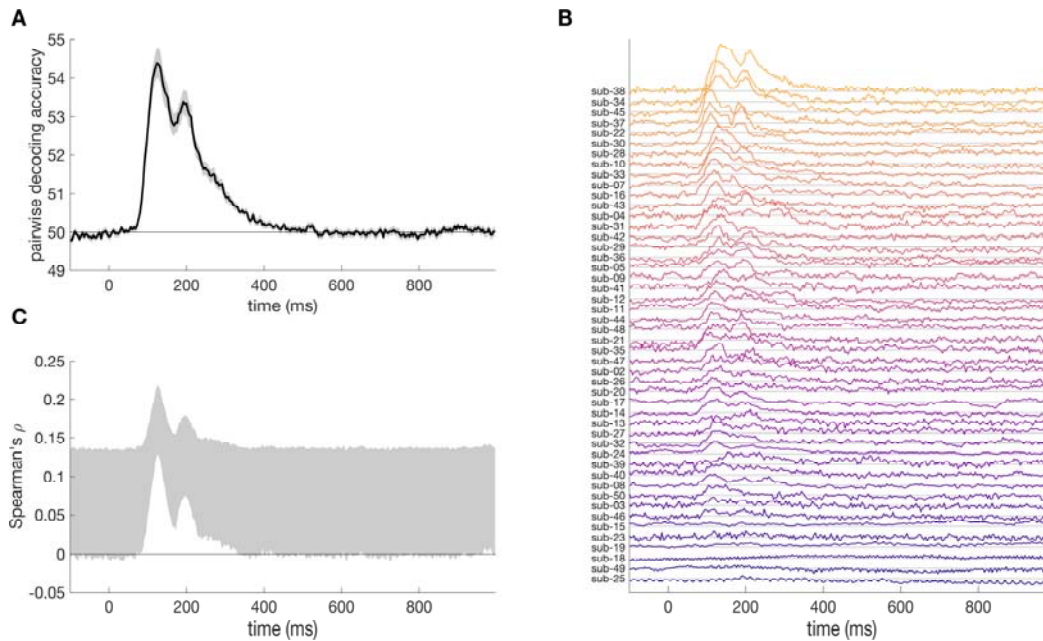 A
pairwise decoding accuracy
55
54
53
52
51
50
49
0
200
400
600
800
time (ms)
C
Spearman's ρ
0.25
0.2
0.15
0.1
0.05
0
-0.05
0
200
400
600
800
time (ms)
B
sub-38
sub-34
sub-45
sub-37
sub-22
sub-30
sub-28
sub-10
sub-33
sub-07
sub-16
sub-43
sub-04
sub-31
sub-42
sub-29
sub-36
sub-05
sub-09
sub-41
sub-12
sub-11
sub-44
sub-48
sub-21
sub-35
sub-47
sub-02
sub-26
sub-20
sub-17
sub-14
sub-13
sub-27
sub-32
sub-24
sub-39
sub-40
sub-08
sub-50
sub-03
sub-46
sub-15
sub-23
sub-19
sub-18
sub-49
sub-25
0
200
400
600
800
time (ms)